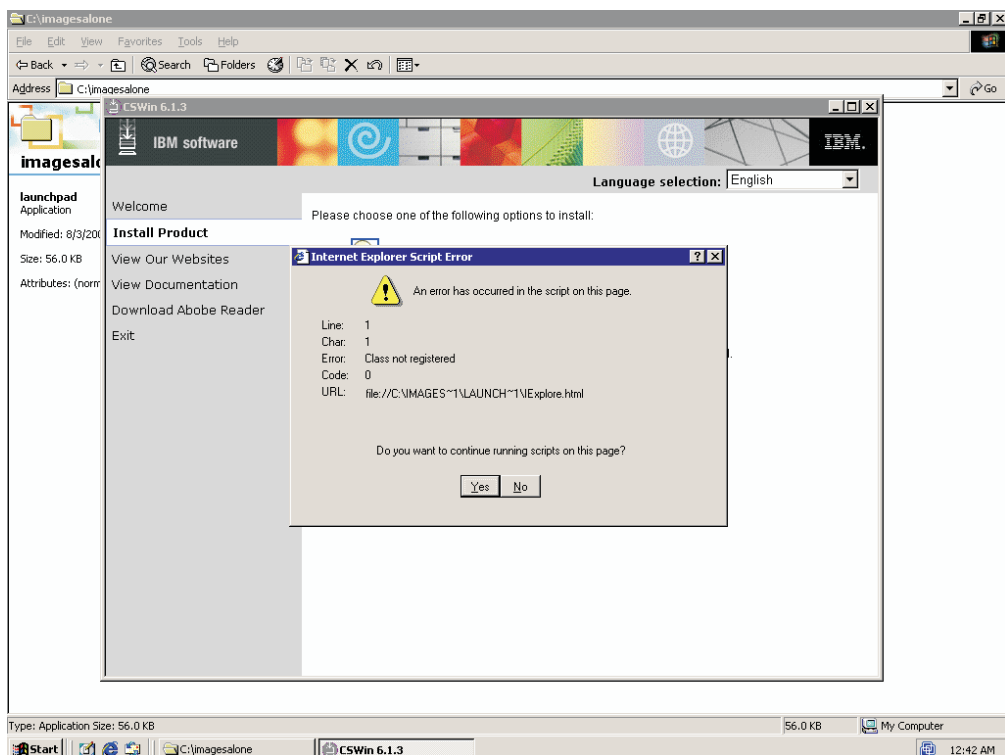 C:\imagesalone
File Edit View Favorites Tools Help
Back Search Folders
Address C:\imagesalone Go
CSWin 6.1.3
IBM software IBM.
Language selection: English
imagesalo
launchpad
Application
Modified: 8/3/200
Size: 56.0 KB
Attributes: (norm
Welcome
Install Product
View Our Websites
View Documentation
Download Abobe Reader
Exit
Please choose one of the following options to install:
Internet Explorer Script Error
An error has occurred in the script on this page.
Line: 1
Char: 1
Error: Class not registered
Code: 0
URL: file://C:\IMAGES~1\LAUNCH~1\IExplore.html
Do you want to continue running scripts on this page?
Yes No
Type: Application Size: 56.0 KB 56.0 KB My Computer
Start C:\imagesalone CSWin 6.1.3 12:42 AM